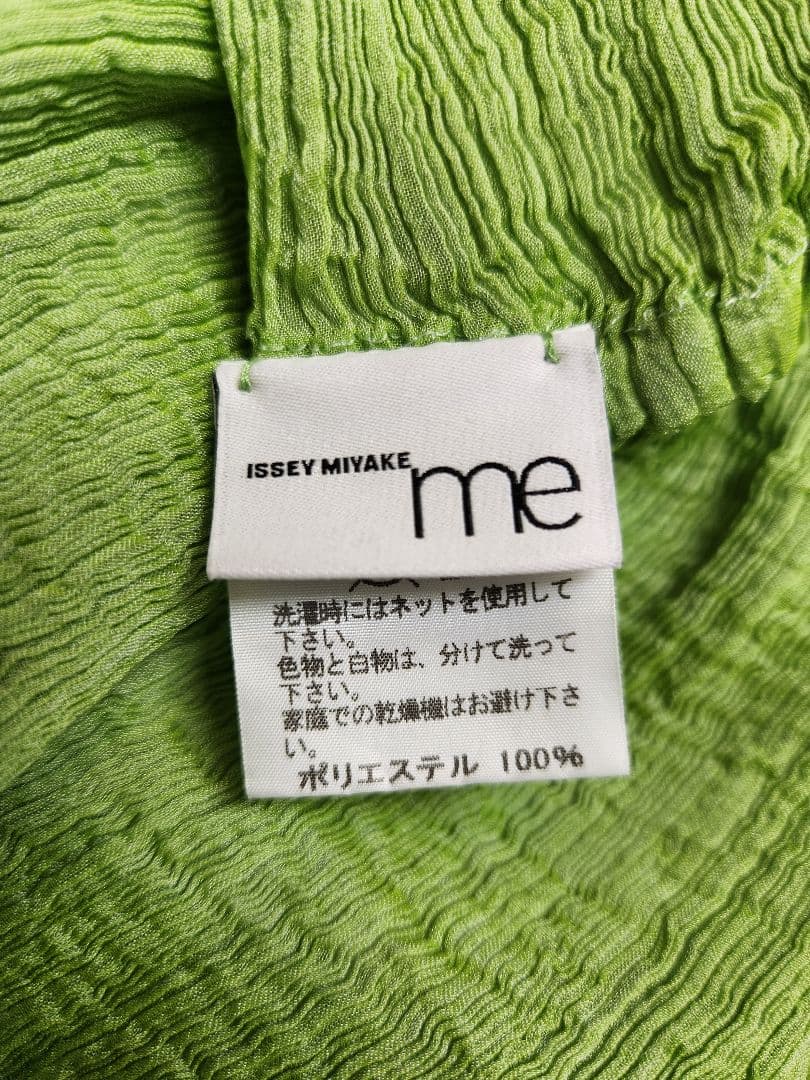 ISSEY MIYAKE me
洗濯時にはネットを使用して
下さい。
色物と白物は、分けて洗って
下さい。
家庭での乾燥機はお避け下さ
い。
ポリエステル 100%